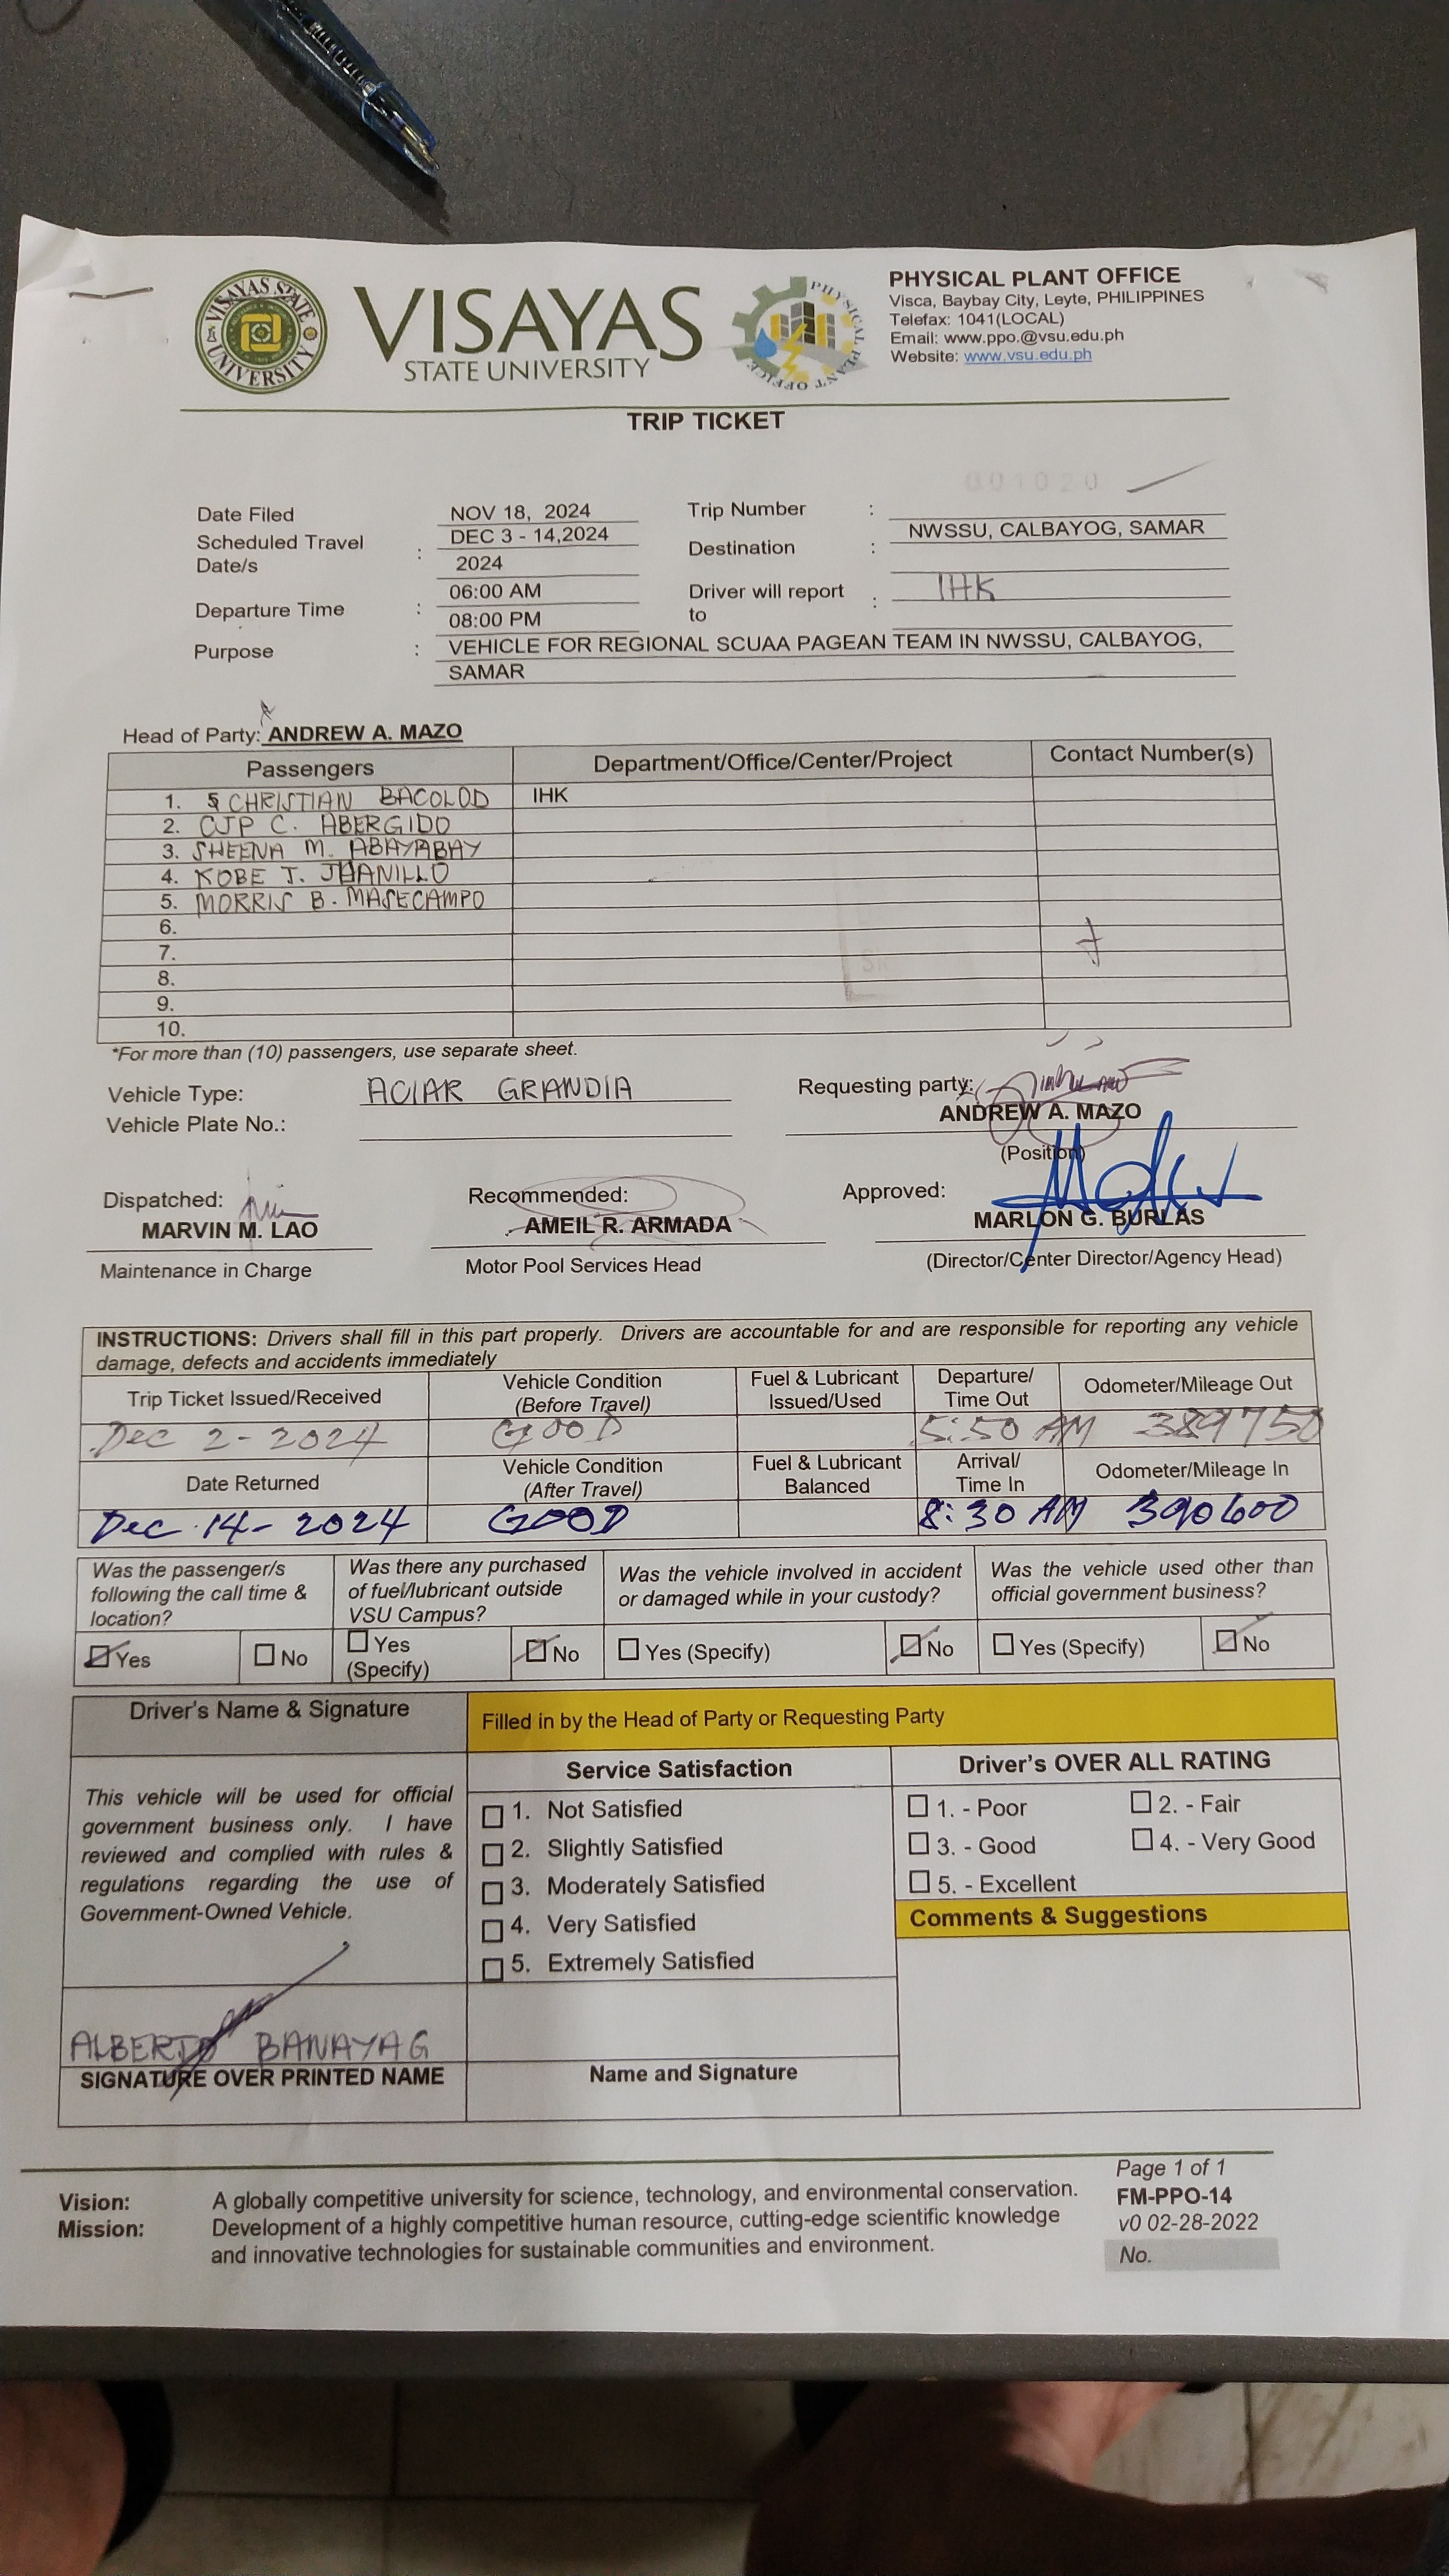 VISAYAS STATE UNIVERSITY
VISAYAS
STATE UNIVERSITY
PHYSICAL PLANT OFFICE
PHYSICAL PLANT OFFICE
Visca, Baybay City, Leyte, PHILIPPINES
Telefax: 1041(LOCAL)
Email: www.ppo.@vsu.edu.ph
Website: www.vsu.edu.ph
TRIP TICKET
001020
Date Filed NOV 18, 2024 Trip Number :
Scheduled Travel Date/s : DEC 3 - 14,2024 2024 Destination : NWSSU, CALBAYOG, SAMAR
Departure Time : 06:00 AM 08:00 PM Driver will report to : IHK
Purpose : VEHICLE FOR REGIONAL SCUAA PAGEAN TEAM IN NWSSU, CALBAYOG,
SAMAR
Head of Party: ANDREW A. MAZO
Passengers Department/Office/Center/Project Contact Number(s)
1. CHRISTIAN BACOLOD IHK
2. CJP C. ABERGIDO
3. SHEENA M. ABAYABAY
4. KOBE T. JUANILLO
5. MORRIS B. MASECAMPO
6.
7.
8.
9.
10.
*For more than (10) passengers, use separate sheet.
Vehicle Type: ACIAR GRANDIA Requesting party:
Vehicle Plate No.: ANDREW A. MAZO
(Position)
Dispatched: Recommended: Approved:
MARVIN M. LAO AMEIL R. ARMADA MARLON G. BURLAS
Maintenance in Charge Motor Pool Services Head (Director/Center Director/Agency Head)
INSTRUCTIONS: Drivers shall fill in this part properly. Drivers are accountable for and are responsible for reporting any vehicle
damage, defects and accidents immediately
Trip Ticket Issued/Received Vehicle Condition (Before Travel) Fuel & Lubricant Issued/Used Departure/ Time Out Odometer/Mileage Out
Dec 2-2024 GOOD 5:50 AM 389750
Date Returned Vehicle Condition (After Travel) Fuel & Lubricant Balanced Arrival/ Time In Odometer/Mileage In
Dec 14-2024 GOOD 8:30 AM 390600
Was the passenger/s following the call time & location? Was there any purchased of fuel/lubricant outside VSU Campus? Was the vehicle involved in accident or damaged while in your custody? Was the vehicle used other than official government business?
Yes No Yes (Specify) No Yes (Specify) No Yes (Specify) No
Driver's Name & Signature Filled in by the Head of Party or Requesting Party
Service Satisfaction Driver's OVER ALL RATING
This vehicle will be used for official
government business only. I have
reviewed and complied with rules &
regulations regarding the use of
Government-Owned Vehicle.
1. Not Satisfied
2. Slightly Satisfied
3. Moderately Satisfied
4. Very Satisfied
5. Extremely Satisfied
1. - Poor 2. - Fair
3. - Good 4. - Very Good
5. - Excellent
Comments & Suggestions
ALBERTO BANAYAG
SIGNATURE OVER PRINTED NAME Name and Signature
Vision: A globally competitive university for science, technology, and environmental conservation.
Mission: Development of a highly competitive human resource, cutting-edge scientific knowledge
and innovative technologies for sustainable communities and environment.
Page 1 of 1
FM-PPO-14
v0 02-28-2022
No.